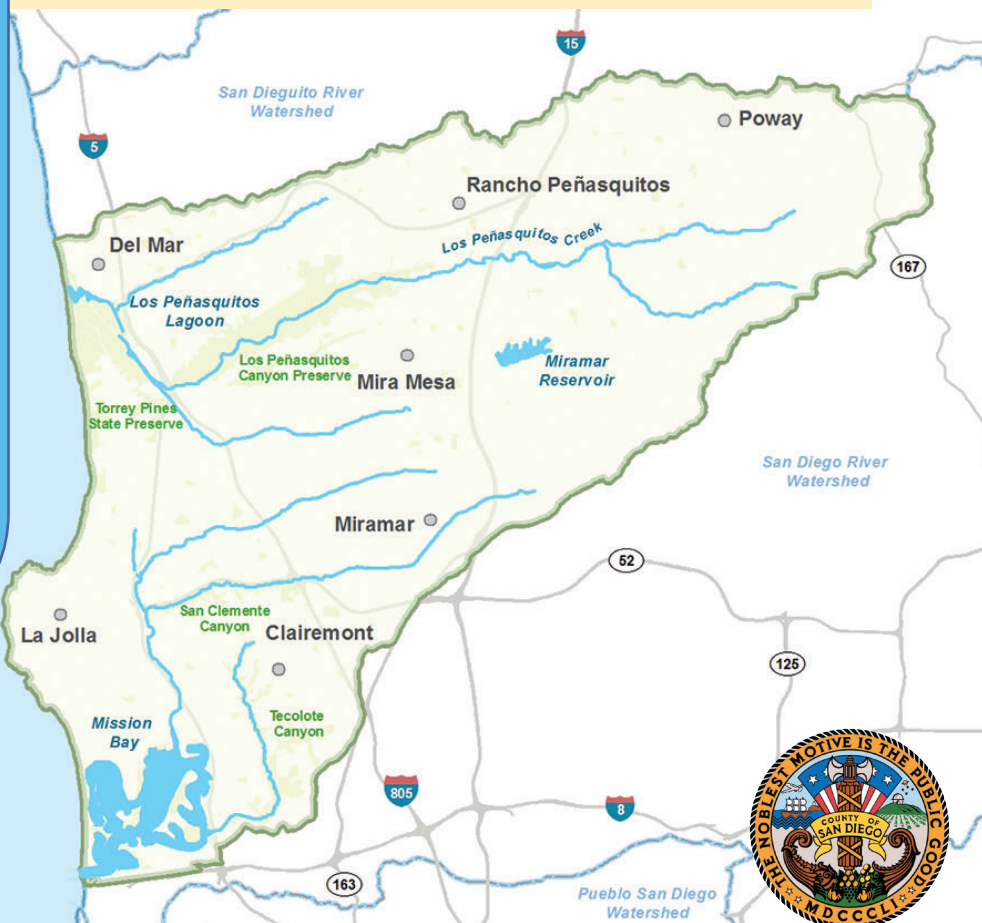 15
San Dieguito River
Watershed
5
Poway
Rancho Peñasquitos
Los Peñasquitos Creek
Del Mar
167
Los Peñasquitos
Lagoon
Los Peñasquitos
Canyon Preserve
Mira Mesa
Miramar
Reservoir
Torrey Pines
State Preserve
San Diego River
Watershed
Miramar
52
San Clemente
Canyon
La Jolla
Clairemont
125
Mission
Bay
Tecolote
Canyon
805
8
163
Pueblo San Diego
Watershed
THE NOBLEST MOTIVE IS THE PUBLIC GOOD
COUNTY OF
SAN DIEGO
MDCCCLI